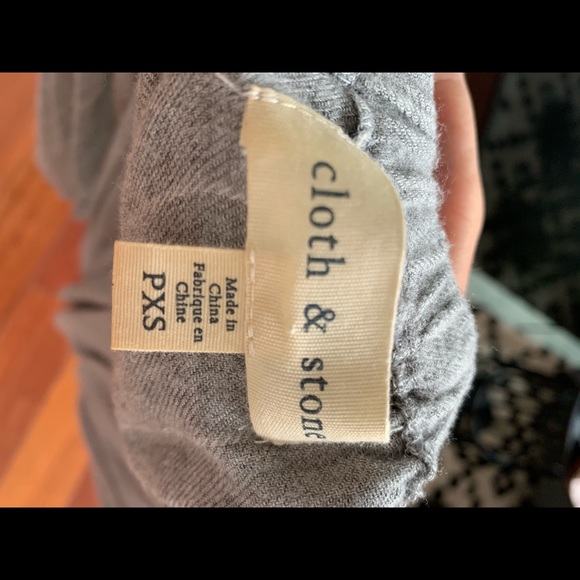 cloth & stone
Made in
China
Fabrique en
Chine
PXS